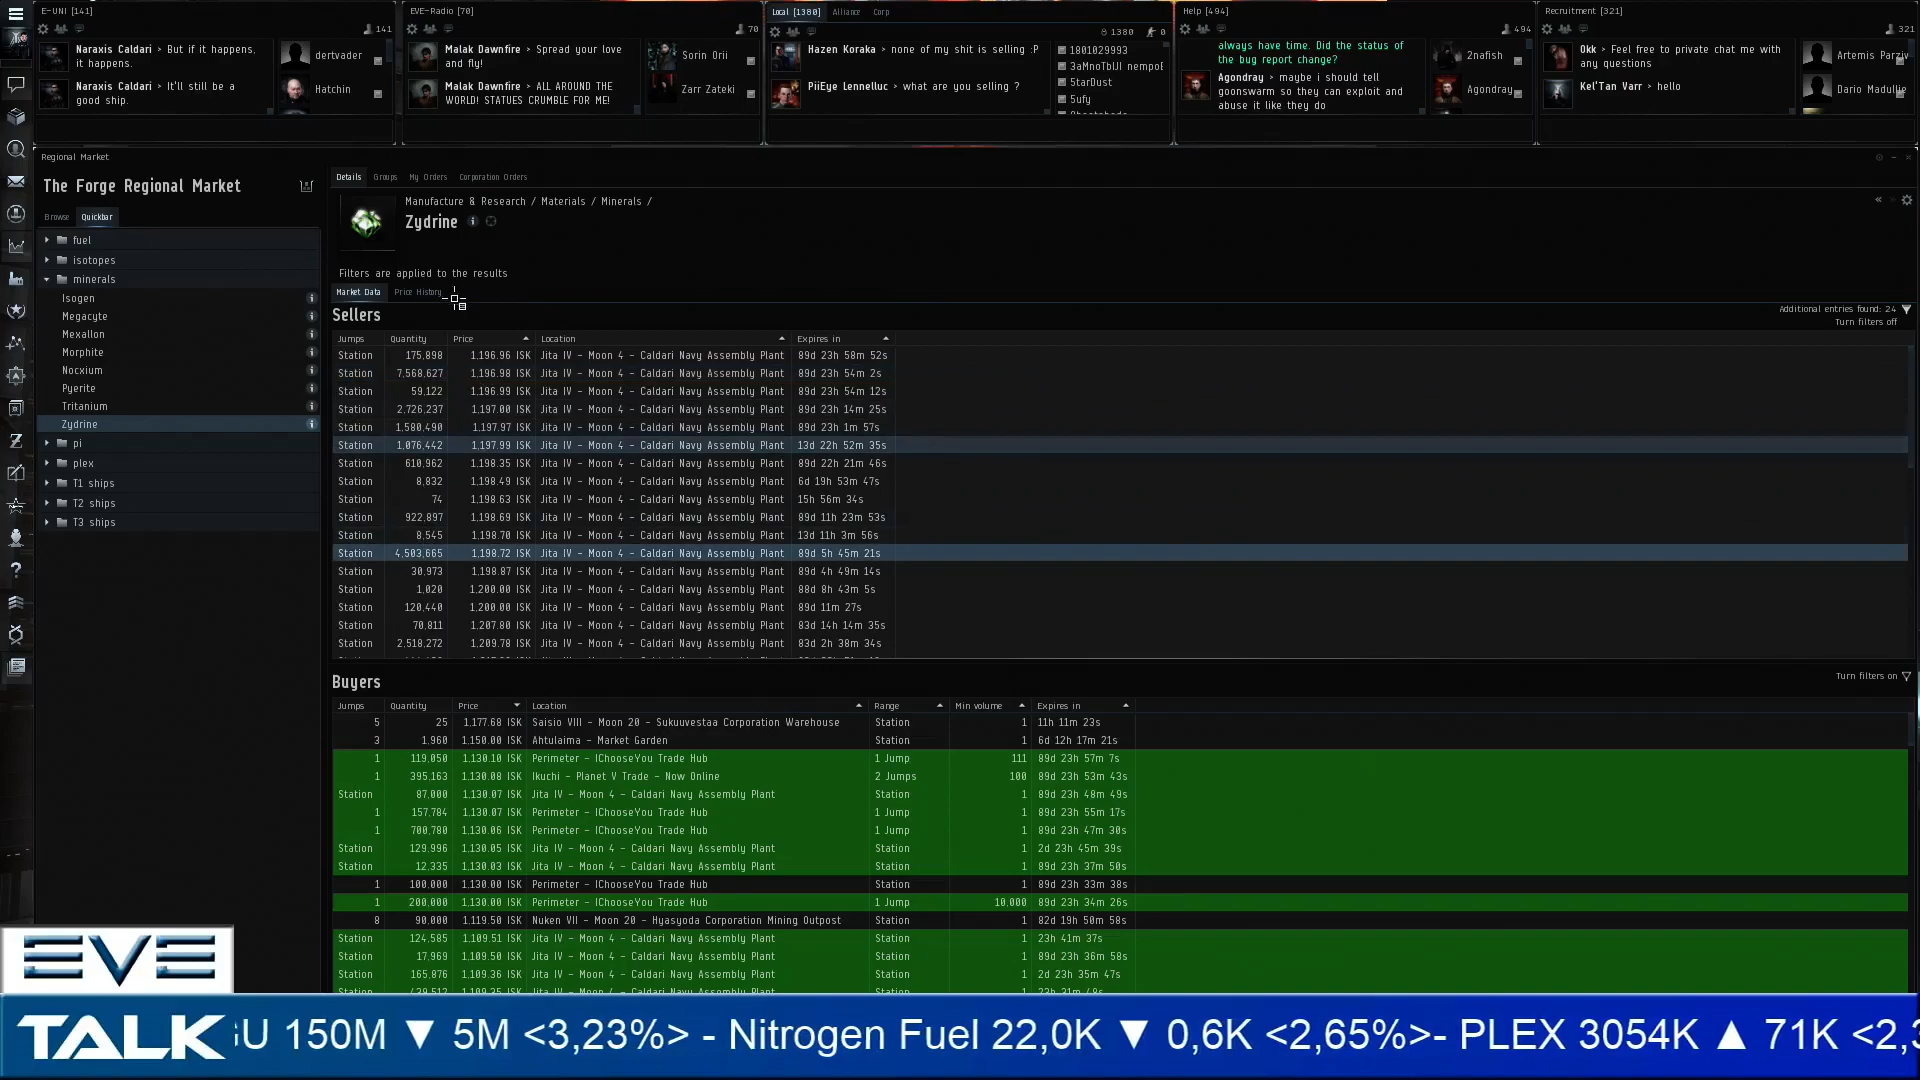 E-UNI [141]
141
Naraxis Caldari > But if it happens,
it happens.
Naraxis Caldari > It'll still be a
good ship.
dertvader
Hatchin
EVE-Radio [70]
70
Malak Dawnfire > Spread your love
and fly!
Malak Dawnfire > ALL AROUND THE
WORLD! STATUES CRUMBLE FOR ME!
Sorin Orii
Zarr Zateki
Local [1380] Alliance Corp
1380 0
Hazen Koraka > none of my shit is selling :P
PiiEye Lennelluc > what are you selling ?
1801029993
5tarDust
5ufy
Help [494]
494
always have time. Did the status of
the bug report change?
Agondray > maybe i should tell
goonswarm so they can exploit and
abuse it like they do
2nafish
Agondray
Recruitment [321]
321
Okk > Feel free to private chat me with
any questions
Kel'Tan Varr > hello
Artemis Parziv
Dario Madullie
Regional Market
The Forge Regional Market
Browse Quickbar
fuel
isotopes
minerals
Isogen
Megacyte
Mexallon
Morphite
Nocxium
Pyerite
Tritanium
Zydrine
pi
plex
T1 ships
T2 ships
T3 ships
Details Groups My Orders Corporation Orders
Manufacture & Research / Materials / Minerals /
Zydrine
Filters are applied to the results
Market Data Price History
Sellers
Additional entries found: 24
Turn filters off
Jumps Quantity Price Location Expires in
Station 175,898 1,196.96 ISK Jita IV - Moon 4 - Caldari Navy Assembly Plant 89d 23h 58m 52s
Station 7,568,627 1,196.98 ISK Jita IV - Moon 4 - Caldari Navy Assembly Plant 89d 23h 54m 2s
Station 59,122 1,196.99 ISK Jita IV - Moon 4 - Caldari Navy Assembly Plant 89d 23h 54m 12s
Station 2,726,237 1,197.00 ISK Jita IV - Moon 4 - Caldari Navy Assembly Plant 89d 23h 14m 25s
Station 1,580,490 1,197.97 ISK Jita IV - Moon 4 - Caldari Navy Assembly Plant 89d 23h 1m 57s
Station 1,076,442 1,197.99 ISK Jita IV - Moon 4 - Caldari Navy Assembly Plant 13d 22h 52m 35s
Station 610,962 1,198.35 ISK Jita IV - Moon 4 - Caldari Navy Assembly Plant 89d 22h 21m 46s
Station 8,832 1,198.49 ISK Jita IV - Moon 4 - Caldari Navy Assembly Plant 6d 19h 53m 47s
Station 74 1,198.63 ISK Jita IV - Moon 4 - Caldari Navy Assembly Plant 15h 56m 34s
Station 922,897 1,198.69 ISK Jita IV - Moon 4 - Caldari Navy Assembly Plant 89d 11h 23m 53s
Station 8,545 1,198.70 ISK Jita IV - Moon 4 - Caldari Navy Assembly Plant 13d 11h 3m 56s
Station 4,503,665 1,198.72 ISK Jita IV - Moon 4 - Caldari Navy Assembly Plant 89d 5h 45m 21s
Station 30,973 1,198.87 ISK Jita IV - Moon 4 - Caldari Navy Assembly Plant 89d 4h 49m 14s
Station 1,020 1,200.00 ISK Jita IV - Moon 4 - Caldari Navy Assembly Plant 88d 8h 43m 5s
Station 120,440 1,200.00 ISK Jita IV - Moon 4 - Caldari Navy Assembly Plant 89d 11m 27s
Station 70,811 1,207.80 ISK Jita IV - Moon 4 - Caldari Navy Assembly Plant 83d 14h 14m 35s
Station 2,518,272 1,209.78 ISK Jita IV - Moon 4 - Caldari Navy Assembly Plant 83d 2h 38m 34s
Buyers
Turn filters on
Jumps Quantity Price Location Range Min volume Expires in
5 25 1,177.68 ISK Saisio VIII - Moon 20 - Sukuuvestaa Corporation Warehouse Station 1 11h 11m 23s
3 1,960 1,150.00 ISK Ahtulaima - Market Garden Station 1 6d 12h 17m 21s
1 119,050 1,130.10 ISK Perimeter - IChooseYou Trade Hub 1 Jump 111 89d 23h 57m 7s
1 395,163 1,130.08 ISK Ikuchi - Planet V Trade - Now Online 2 Jumps 100 89d 23h 53m 43s
Station 87,000 1,130.07 ISK Jita IV - Moon 4 - Caldari Navy Assembly Plant Station 1 89d 23h 48m 49s
1 157,784 1,130.07 ISK Perimeter - IChooseYou Trade Hub 1 Jump 1 89d 23h 55m 17s
1 700,780 1,130.06 ISK Perimeter - IChooseYou Trade Hub 1 Jump 1 89d 23h 47m 30s
Station 129,996 1,130.05 ISK Jita IV - Moon 4 - Caldari Navy Assembly Plant Station 1 2d 23h 45m 39s
Station 12,335 1,130.03 ISK Jita IV - Moon 4 - Caldari Navy Assembly Plant Station 1 89d 23h 37m 50s
1 100,000 1,130.00 ISK Perimeter - IChooseYou Trade Hub Station 1 89d 23h 33m 38s
1 200,000 1,130.00 ISK Perimeter - IChooseYou Trade Hub 1 Jump 10,000 89d 23h 34m 26s
8 90,000 1,119.50 ISK Nuken VII - Moon 20 - Hyasyoda Corporation Mining Outpost Station 1 82d 19h 50m 58s
Station 124,585 1,109.51 ISK Jita IV - Moon 4 - Caldari Navy Assembly Plant Station 1 23h 41m 37s
Station 17,969 1,109.50 ISK Jita IV - Moon 4 - Caldari Navy Assembly Plant Station 1 89d 23h 36m 58s
Station 165,876 1,109.36 ISK Jita IV - Moon 4 - Caldari Navy Assembly Plant Station 1 2d 23h 35m 47s
Station 439,512 1,109.35 ISK Jita IV - Moon 4 - Caldari Navy Assembly Plant Station 1 23h 31m 49s
EVE
TALK
GU 150M ▼ 5M <3,23%> - Nitrogen Fuel 22,0K ▼ 0,6K <2,65%>- PLEX 3054K ▲ 71K <2,3